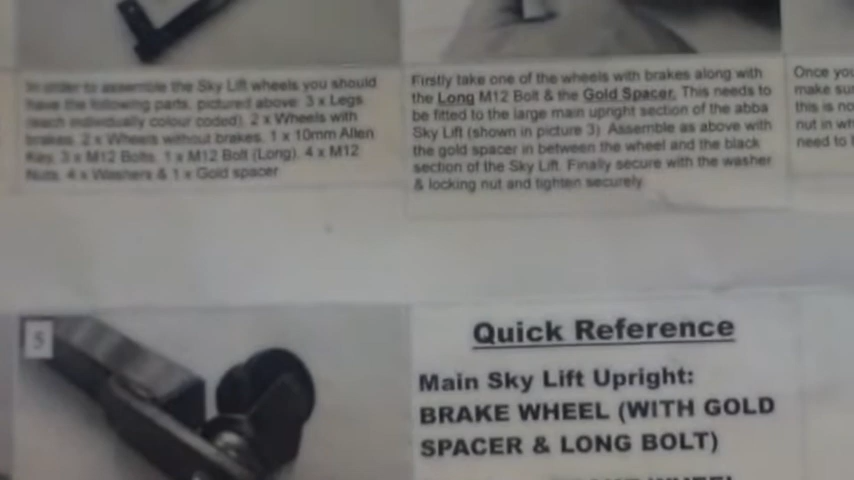 In order to assemble the Sky Lift wheels you should
have the following parts, pictured above: 3 x Legs
(each individually colour coded), 2 x Wheels with
brakes, 2 x Wheels without brakes, 1 x 10mm Allen
Key, 3 x M12 Bolts, 1 x M12 Bolt (Long), 4 x M12
Nuts, 4 x Washers & 1 x Gold spacer
Firstly take one of the wheels with brakes along with
the Long M12 Bolt & the Gold Spacer. This needs to
be fitted to the large main upright section of the abba
Sky Lift (shown in picture 3). Assemble as above with
the gold spacer in between the wheel and the black
section of the Sky Lift. Finally secure with the washer
& locking nut and tighten securely
Once you
make sur
this is no
nut in wh
need to
5
Quick Reference
Main Sky Lift Upright:
BRAKE WHEEL (WITH GOLD
SPACER & LONG BOLT)